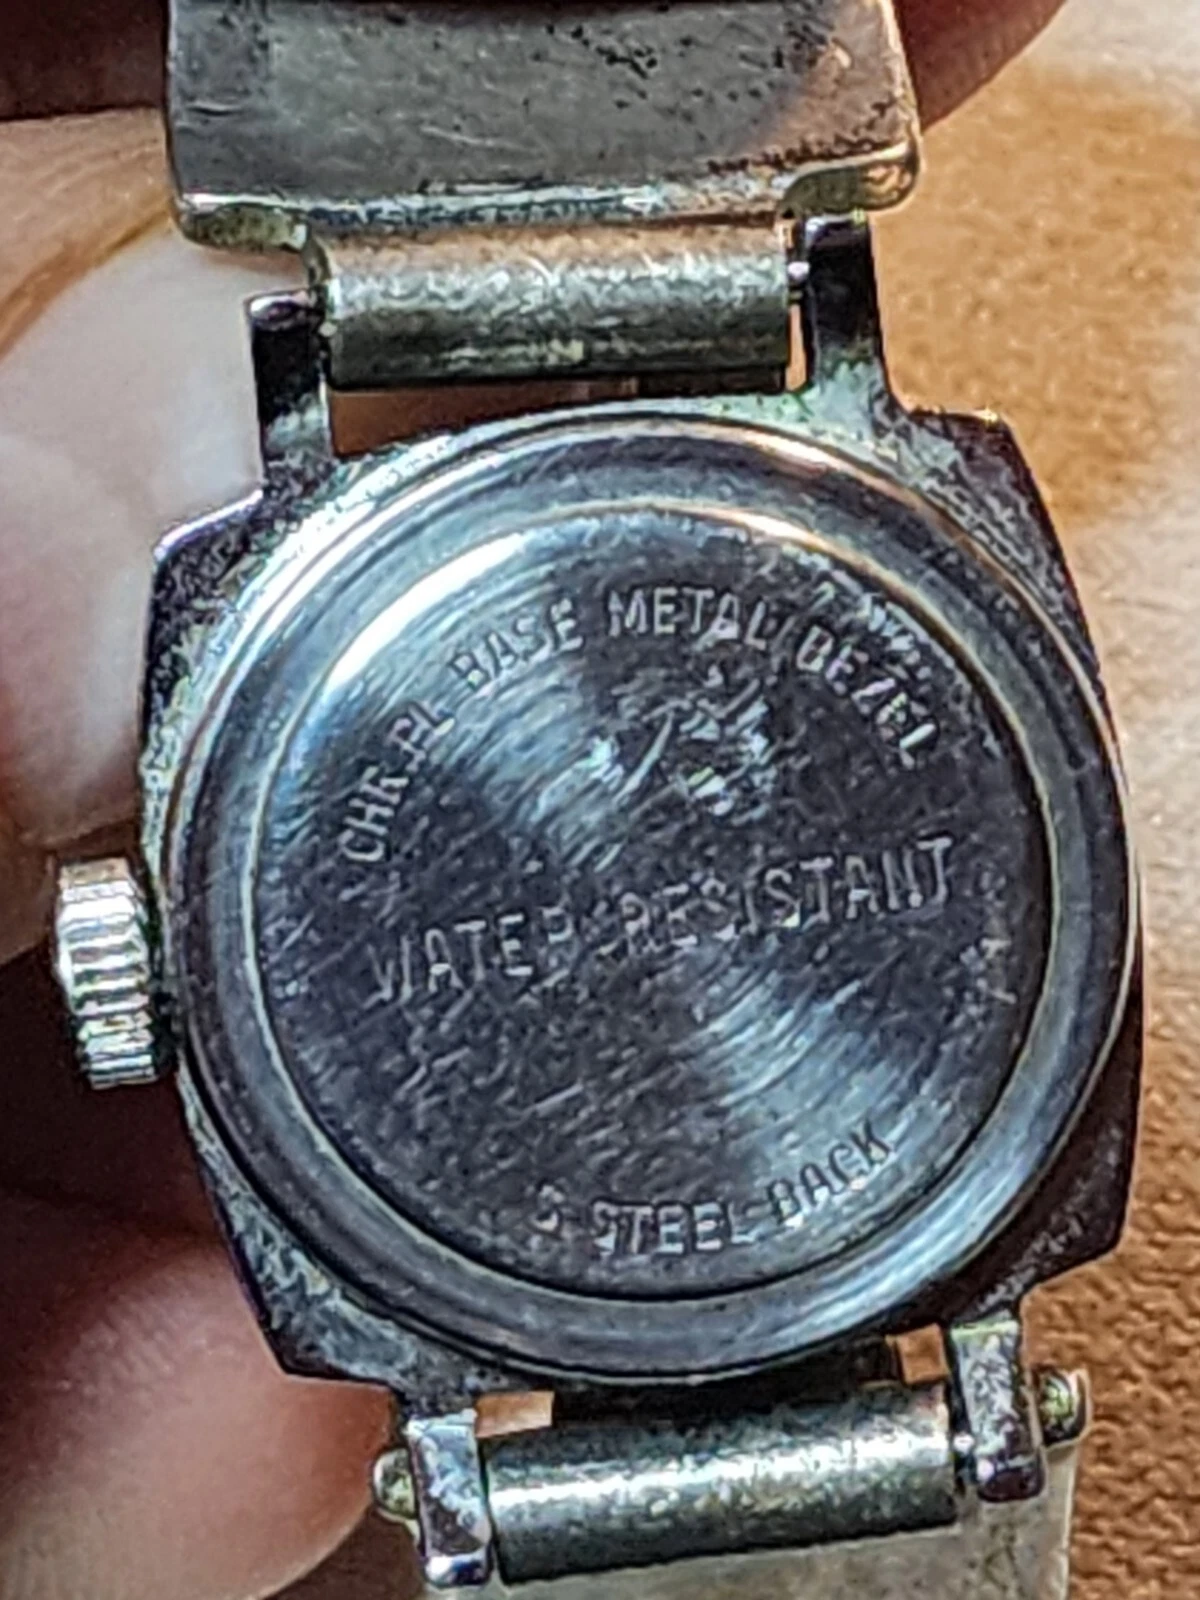 CHR.PL BASE METAL BEZEL
WATER RESISTANT
S STEEL BACK